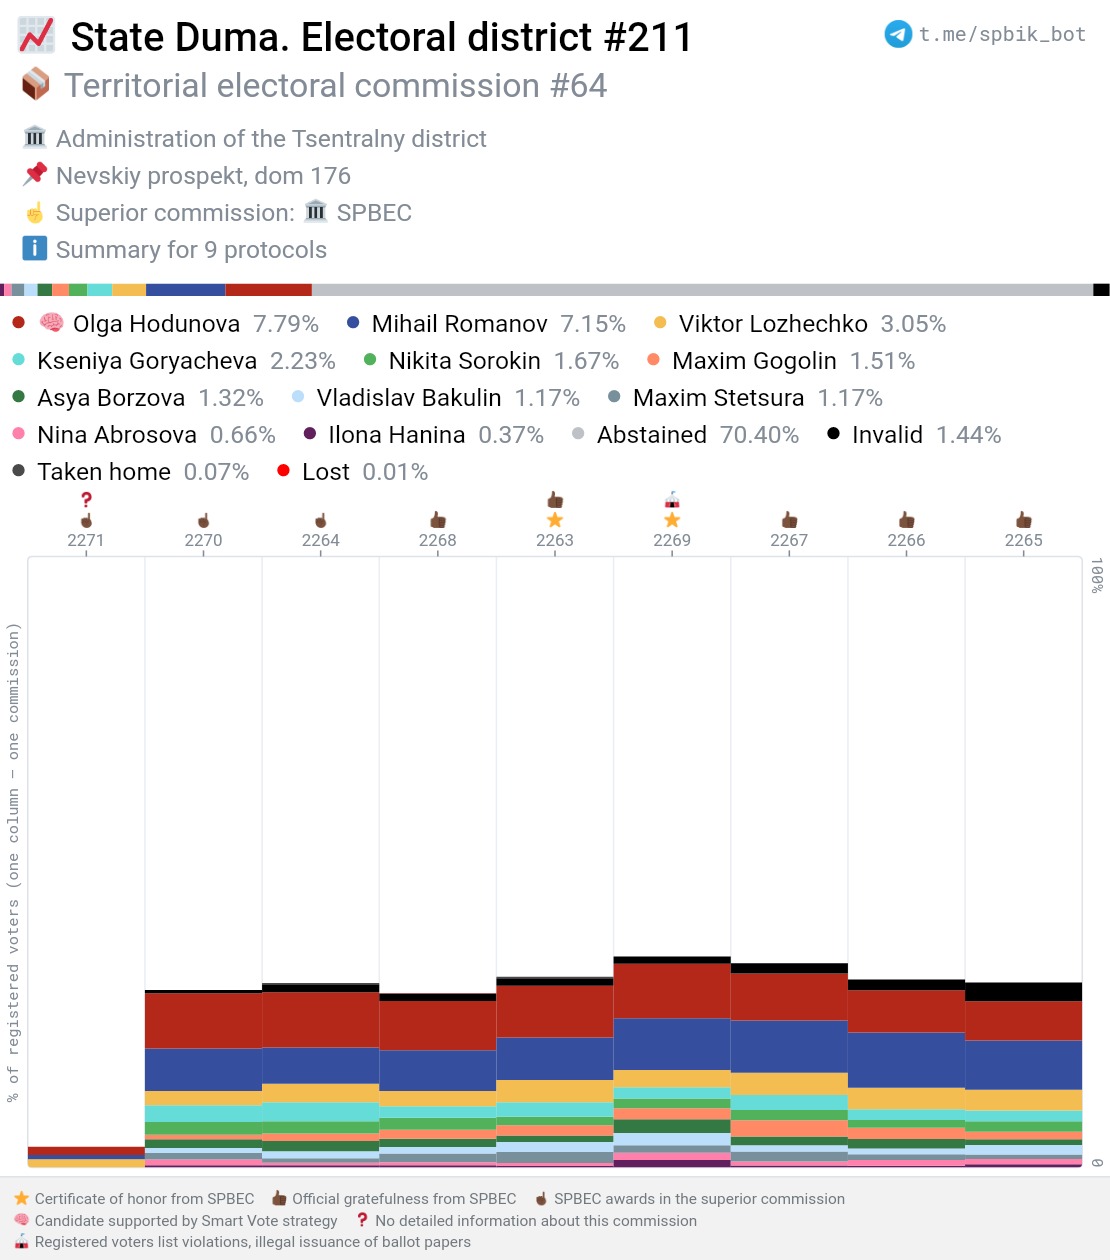 State Duma. Electoral district #211
t.me/spbik_bot
Territorial electoral commission #64
Administration of the Tsentralny district
Nevskiy prospekt, dom 176
Superior commission: SPBEC
Summary for 9 protocols
Olga Hodunova 7.79% Mihail Romanov 7.15% Viktor Lozhechko 3.05%
Kseniya Goryacheva 2.23% Nikita Sorokin 1.67% Maxim Gogolin 1.51%
Asya Borzova 1.32% Vladislav Bakulin 1.17% Maxim Stetsura 1.17%
Nina Abrosova 0.66% Ilona Hanina 0.37% Abstained 70.40% Invalid 1.44%
Taken home 0.07% Lost 0.01%
2271 2270 2264 2268 2263 2269 2267 2266 2265
100%
% of registered voters (one column – one commission)
0
Certificate of honor from SPBEC Official gratefulness from SPBEC SPBEC awards in the superior commission
Candidate supported by Smart Vote strategy No detailed information about this commission
Registered voters list violations, illegal issuance of ballot papers